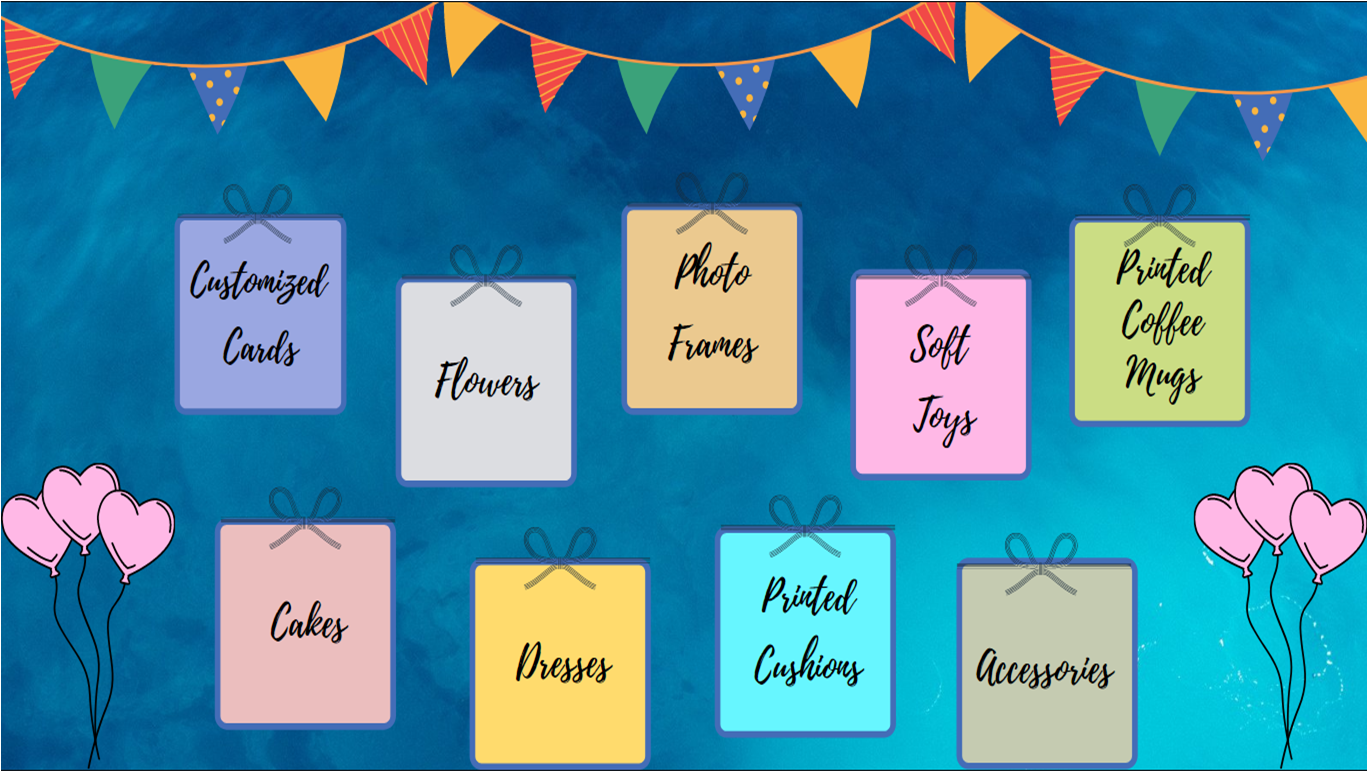 Customized
Cards
Flowers
Photo
Frames
Soft
Toys
Printed
Coffee
Mugs
Cakes
Dresses
Printed
Cushions
Accessories